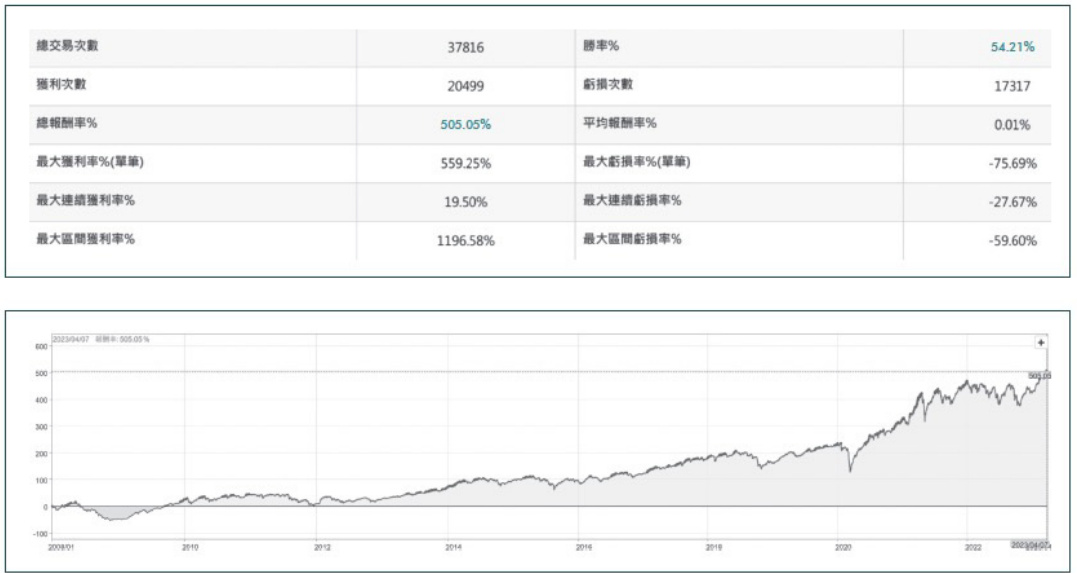 總交易次數 37816 勝率% 54.21%
獲利次數 20499 虧損次數 17317
總報酬率% 505.05% 平均報酬率% 0.01%
最大獲利率%(單筆) 559.25% 最大虧損率%(單筆) -75.69%
最大連續獲利率% 19.50% 最大連續虧損率% -27.67%
最大區間獲利率% 1196.58% 最大區間虧損率% -59.60%
2023/04/07 報酬率: 505.05%
+
600
500
505.05
400
300
200
100
0
-100
2010 2012 2014 2016 2018 2020 2022 2023/04/07